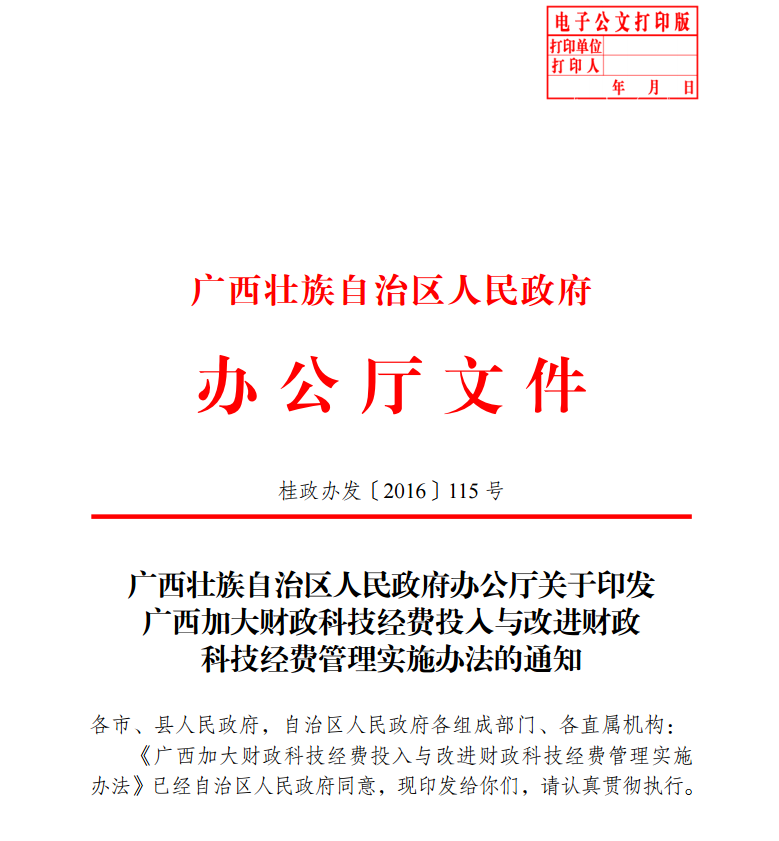 电子公文打印版
打印单位
打印人
年 月 日
广西壮族自治区人民政府
办公厅文件
桂政办发〔2016〕115 号
广西壮族自治区人民政府办公厅关于印发
广西加大财政科技经费投入与改进财政
科技经费管理实施办法的通知
各市、县人民政府，自治区人民政府各组成部门、各直属机构：
《广西加大财政科技经费投入与改进财政科技经费管理实施
办法》已经自治区人民政府同意，现印发给你们，请认真贯彻执行。